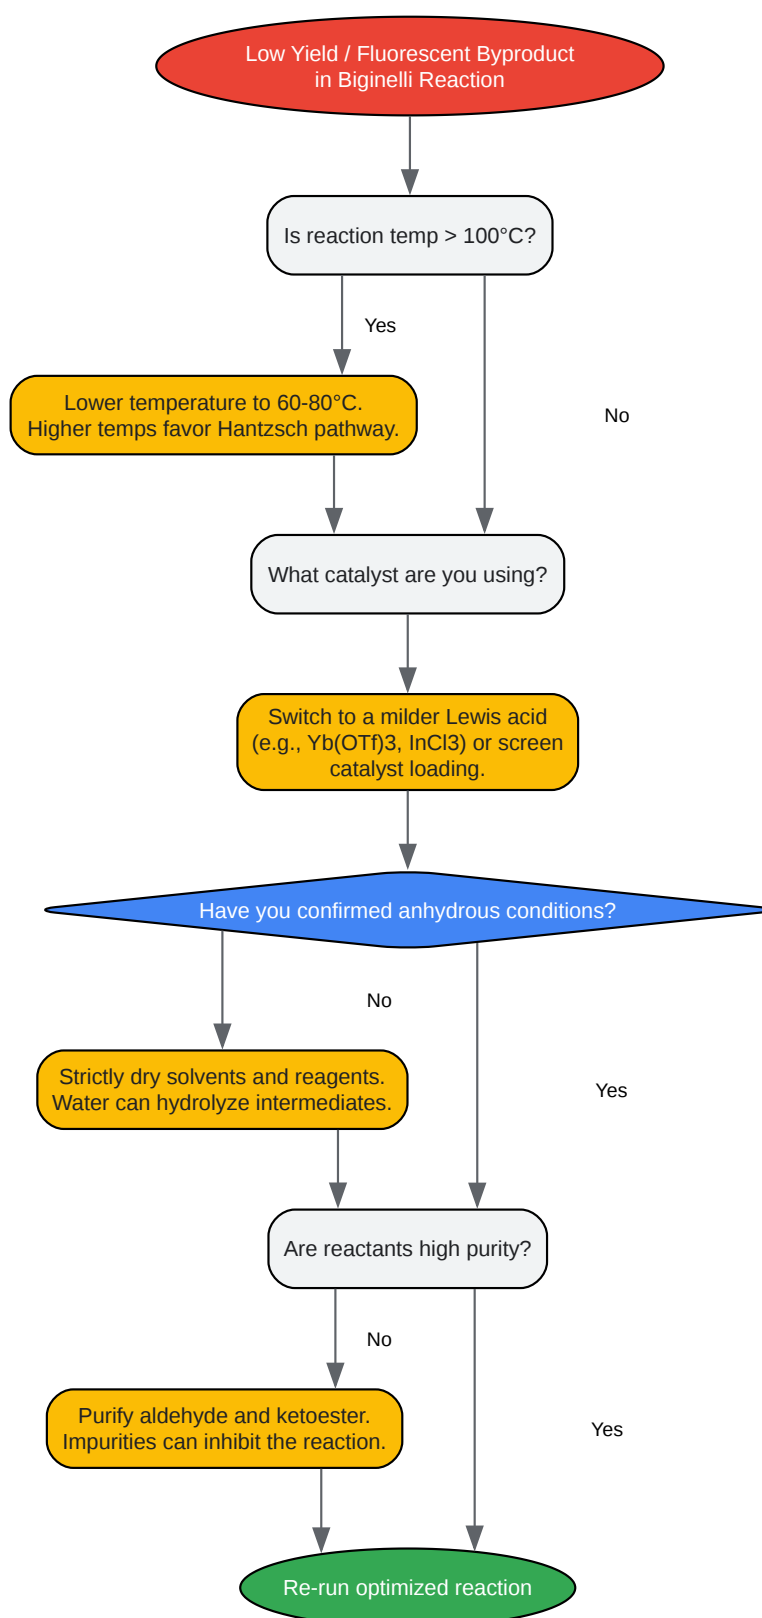 Low Yield / Fluorescent Byproduct
in Biginelli Reaction
Is reaction temp > 100°C?
Yes
Lower temperature to 60-80°C.
Higher temps favor Hantzsch pathway.
No
What catalyst are you using?
Switch to a milder Lewis acid
(e.g., Yb(OTf)3, InCl3) or screen
catalyst loading.
Have you confirmed anhydrous conditions?
No
Strictly dry solvents and reagents.
Water can hydrolyze intermediates.
Yes
Are reactants high purity?
No
Purify aldehyde and ketoester.
Impurities can inhibit the reaction.
Yes
Re-run optimized reaction